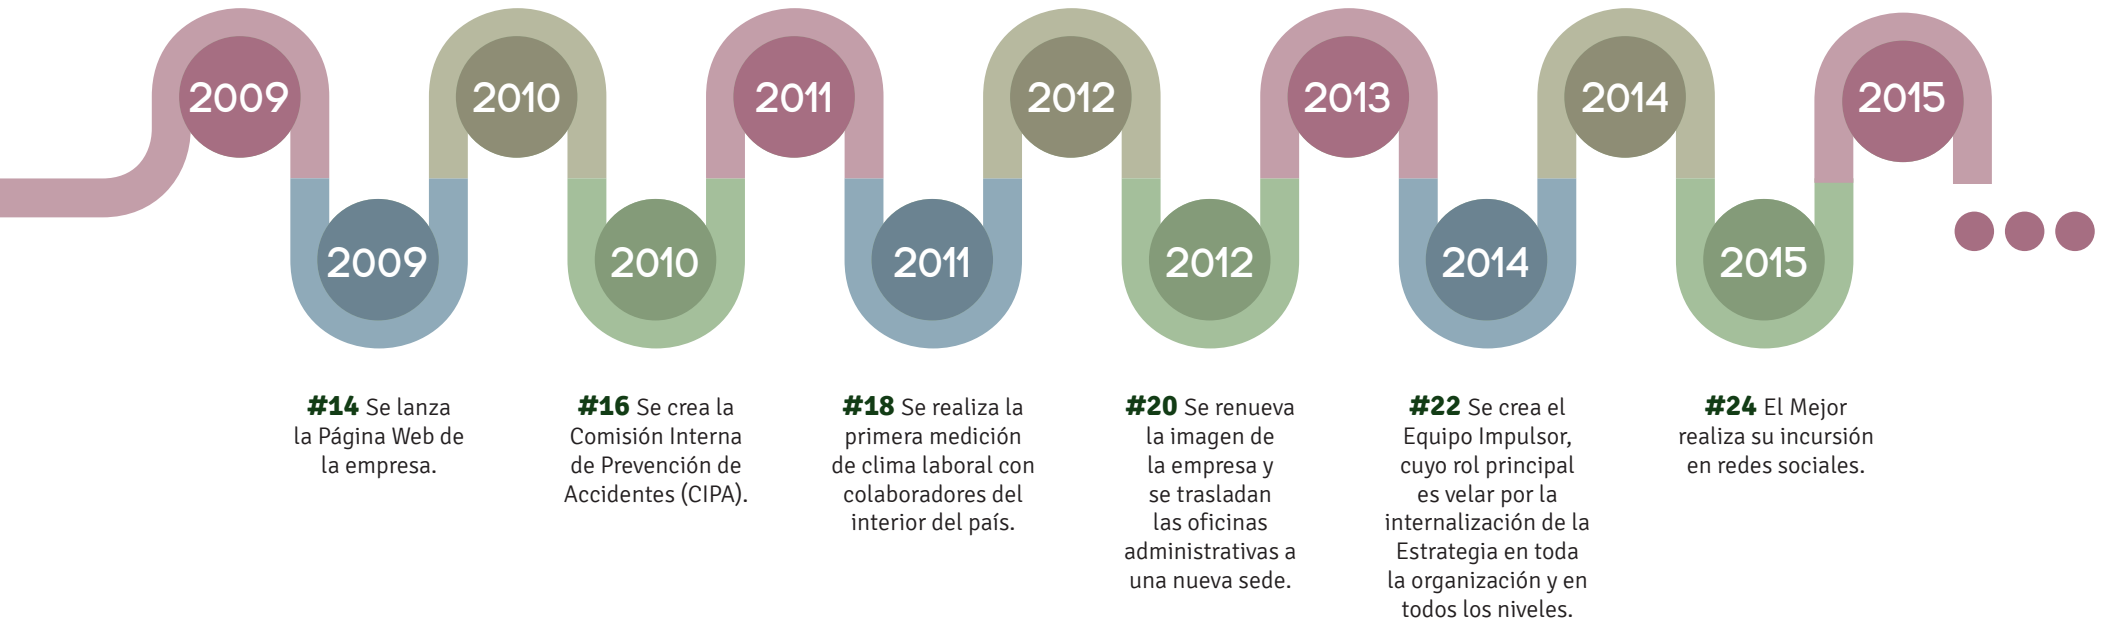 2009
2010
2011
2012
2013
2014
2015
2009
2010
2011
2012
2014
2015
#14 Se lanza
la Página Web de
la empresa.
#16 Se crea la
Comisión Interna
de Prevención de
Accidentes (CIPA).
#18 Se realiza la
primera medición
de clima laboral con
colaboradores del
interior del país.
#20 Se renueva
la imagen de
la empresa y
se trasladan
las oficinas
administrativas a
una nueva sede.
#22 Se crea el
Equipo Impulsor,
cuyo rol principal
es velar por la
internalización de la
Estrategia en toda
la organización y en
todos los niveles.
#24 El Mejor
realiza su incursión
en redes sociales.